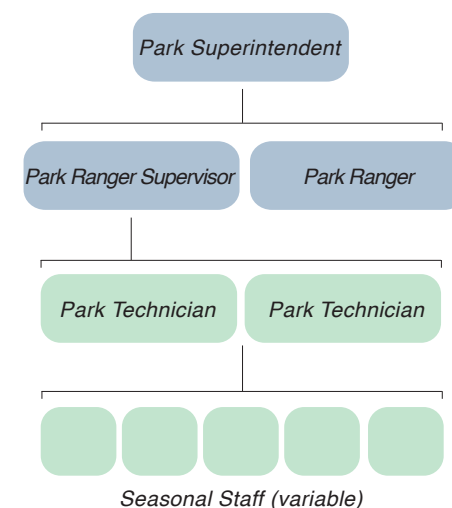 Park Superintendent
Park Ranger Supervisor
Park Ranger
Park Technician
Park Technician
Seasonal Staff (variable)